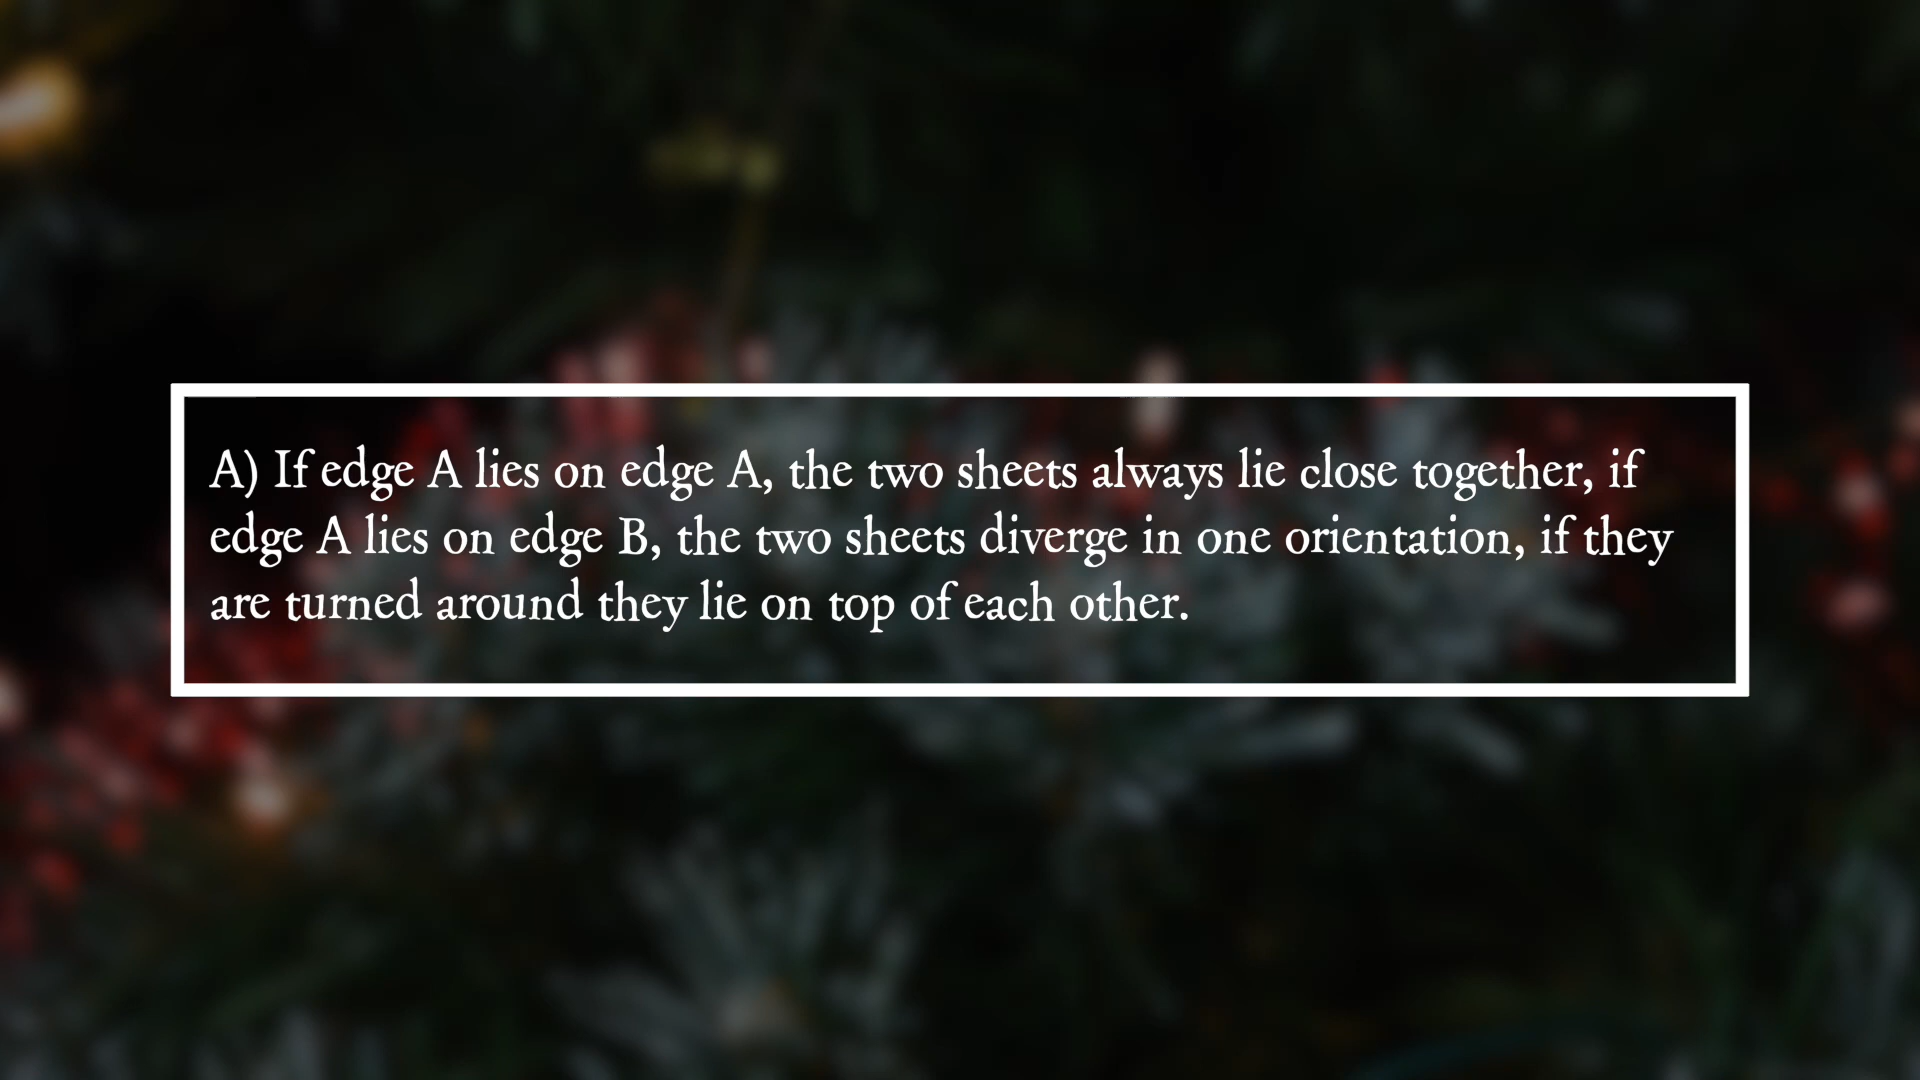 A) If edge A lies on edge A, the two sheets always lie close together, if
edge A lies on edge B, the two sheets diverge in one orientation, if they
are turned around they lie on top of each other.